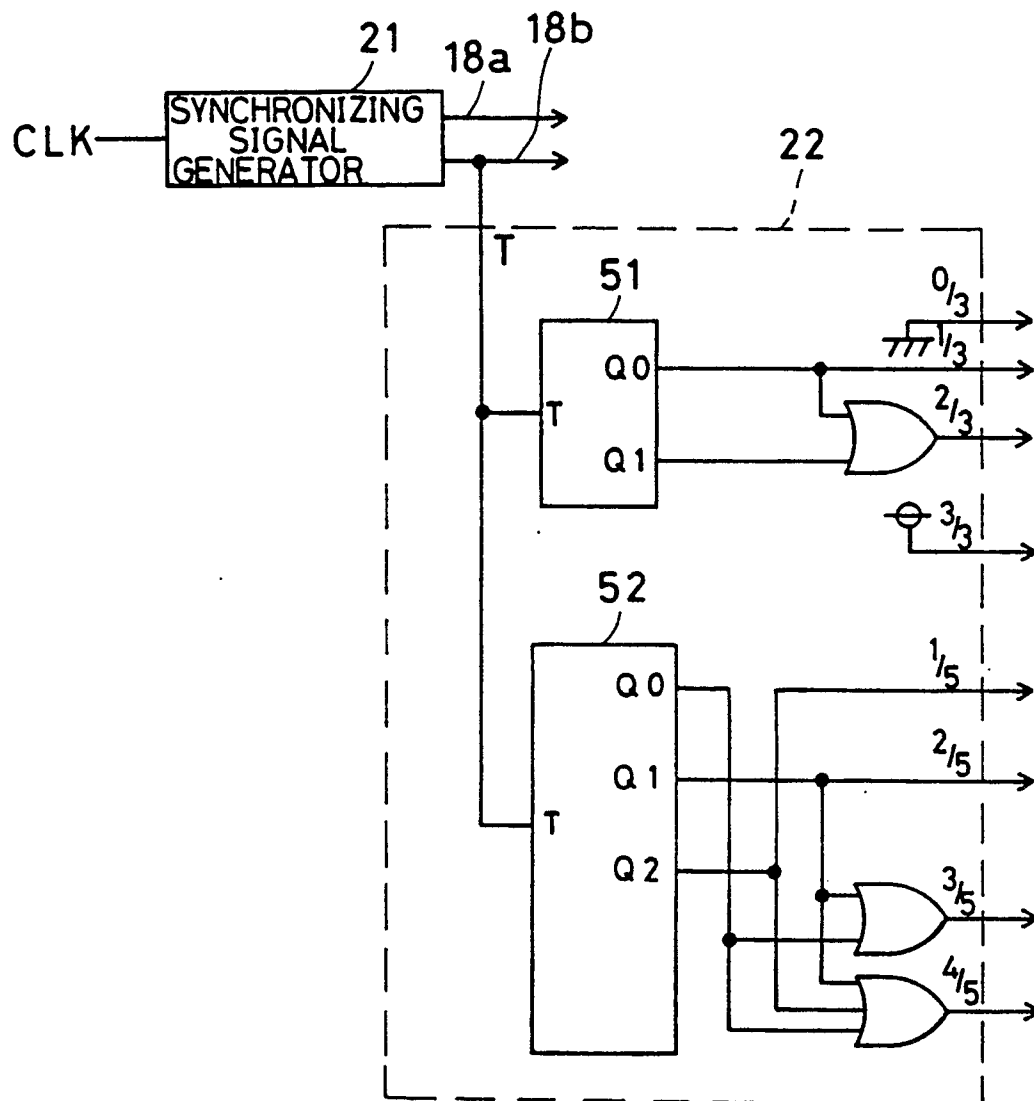 21
18a
18b
CLK
SYNCHRONIZING
SIGNAL
GENERATOR
22
T
51
0/3
1/3
Q0
2/3
T
Q1
3/3
52
1/5
Q0
2/5
Q1
T
Q2
3/5
4/5